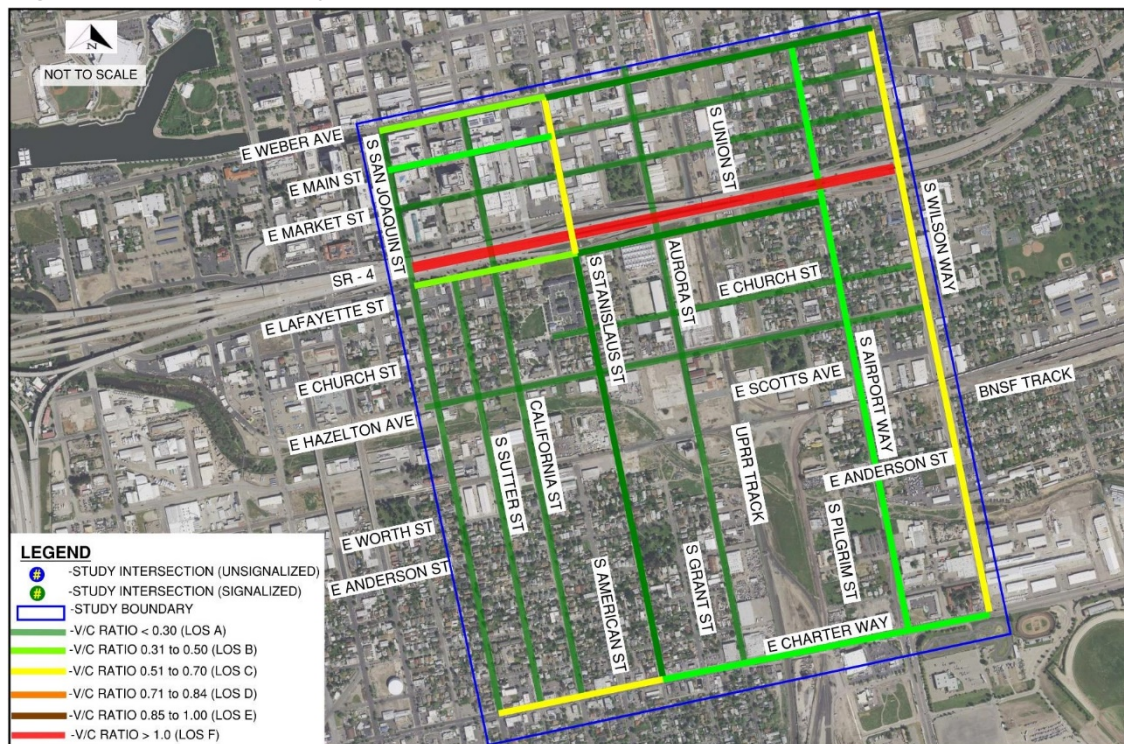 N
NOT TO SCALE
E WEBER AVE
E MAIN ST
E MARKET ST
S SAN JOAQUIN ST
SR - 4
E LAFAYETTE ST
E CHURCH ST
E HAZELTON AVE
E WORTH ST
E ANDERSON ST
S SUTTER ST
CALIFORNIA ST
S AMERICAN ST
S STANISLAUS ST
S GRANT ST
AURORA ST
S UNION ST
E CHURCH ST
E SCOTTS AVE
UPRR TRACK
S PILGRIM ST
S AIRPORT WAY
E ANDERSON ST
S WILSON WAY
BNSF TRACK
E CHARTER WAY
LEGEND
# -STUDY INTERSECTION (UNSIGNALIZED)
# -STUDY INTERSECTION (SIGNALIZED)
-STUDY BOUNDARY
-V/C RATIO < 0.30 (LOS A)
-V/C RATIO 0.31 to 0.50 (LOS B)
-V/C RATIO 0.51 to 0.70 (LOS C)
-V/C RATIO 0.71 to 0.84 (LOS D)
-V/C RATIO 0.85 to 1.00 (LOS E)
-V/C RATIO > 1.0 (LOS F)